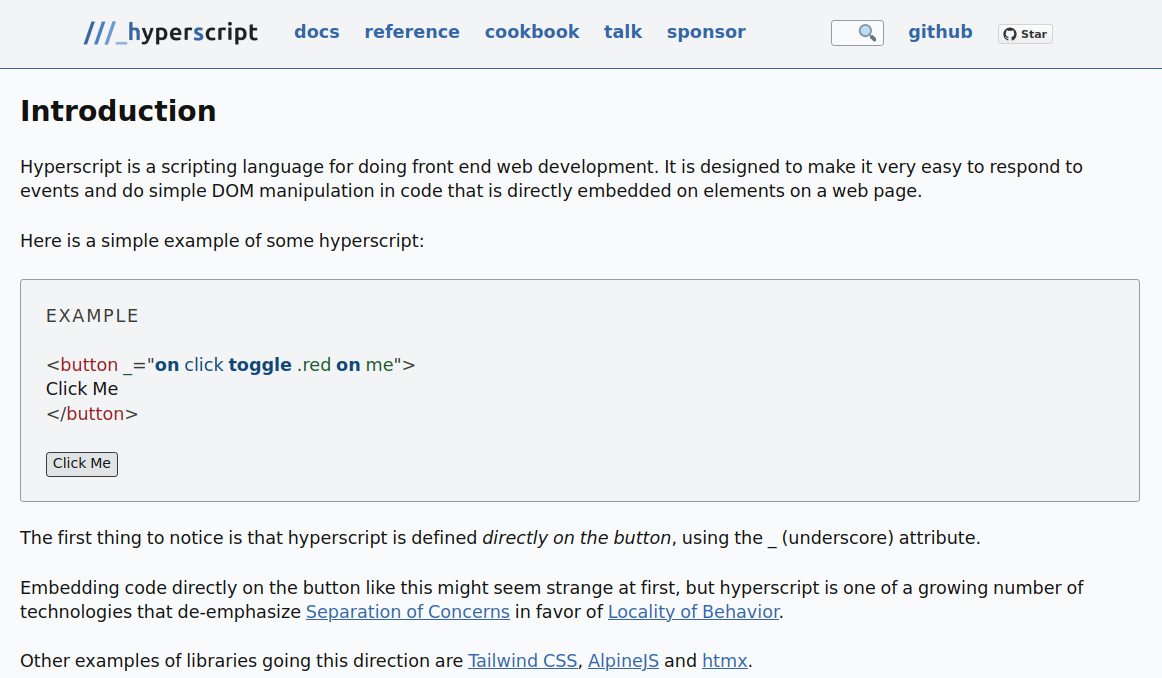 ///_hyperscript docs reference cookbook talk sponsor github Star
Introduction
Hyperscript is a scripting language for doing front end web development. It is designed to make it very easy to respond to
events and do simple DOM manipulation in code that is directly embedded on elements on a web page.
Here is a simple example of some hyperscript:
EXAMPLE
<button _="on click toggle .red on me">
Click Me
</button>
Click Me
The first thing to notice is that hyperscript is defined directly on the button, using the _ (underscore) attribute.
Embedding code directly on the button like this might seem strange at first, but hyperscript is one of a growing number of
technologies that de-emphasize Separation of Concerns in favor of Locality of Behavior.
Other examples of libraries going this direction are Tailwind CSS, AlpineJS and htmx.